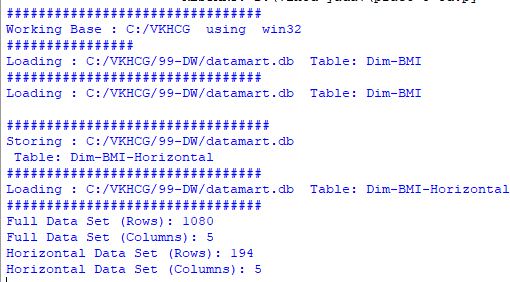 ################################
Working Base : C:/VKHCG  using  win32
################
Loading : C:/VKHCG/99-DW/datamart.db  Table: Dim-BMI
################################
Loading : C:/VKHCG/99-DW/datamart.db  Table: Dim-BMI
#################################
Storing : C:/VKHCG/99-DW/datamart.db
 Table: Dim-BMI-Horizontal
################################
Loading : C:/VKHCG/99-DW/datamart.db  Table: Dim-BMI-Horizontal
################################
Full Data Set (Rows): 1080
Full Data Set (Columns): 5
Horizontal Data Set (Rows): 194
Horizontal Data Set (Columns): 5